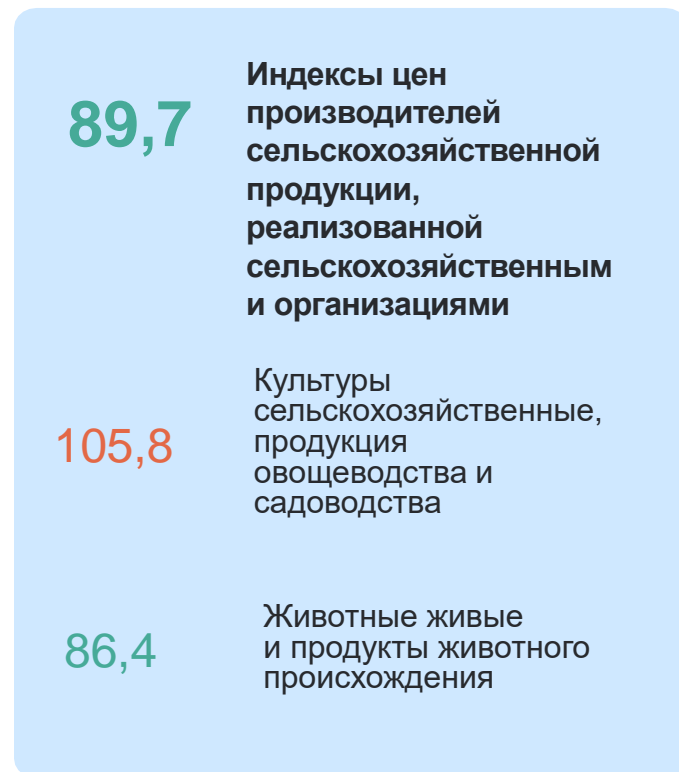 89,7
Индексы цен
производителей
сельскохозяйственной
продукции,
реализованной
сельскохозяйственным
и организациями
105,8
Культуры
сельскохозяйственные,
продукция
овощеводства и
садоводства
86,4
Животные живые
и продукты животного
происхождения